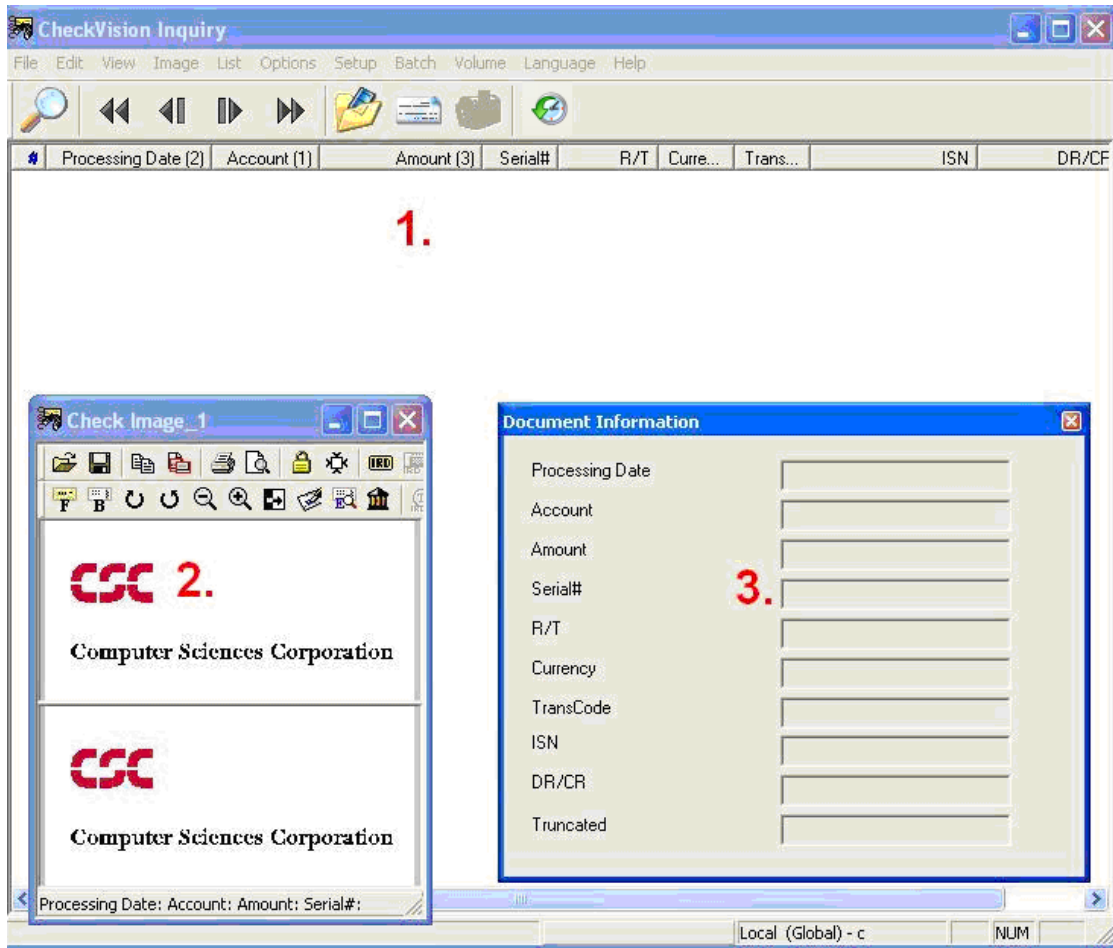 CheckVision Inquiry
File Edit View Image List Options Setup Batch Volume Language Help
# Processing Date (2) Account (1) Amount (3) Serial# R/T Curre... Trans... ISN DR/CF
1.
Check Image_1
IRD
F B
CSC 2.
Computer Sciences Corporation
CSC
Computer Sciences Corporation
Processing Date: Account: Amount: Serial#:
Document Information
Processing Date
Account
Amount
Serial#
3.
R/T
Currency
TransCode
ISN
DR/CR
Truncated
Local (Global) - c NUM